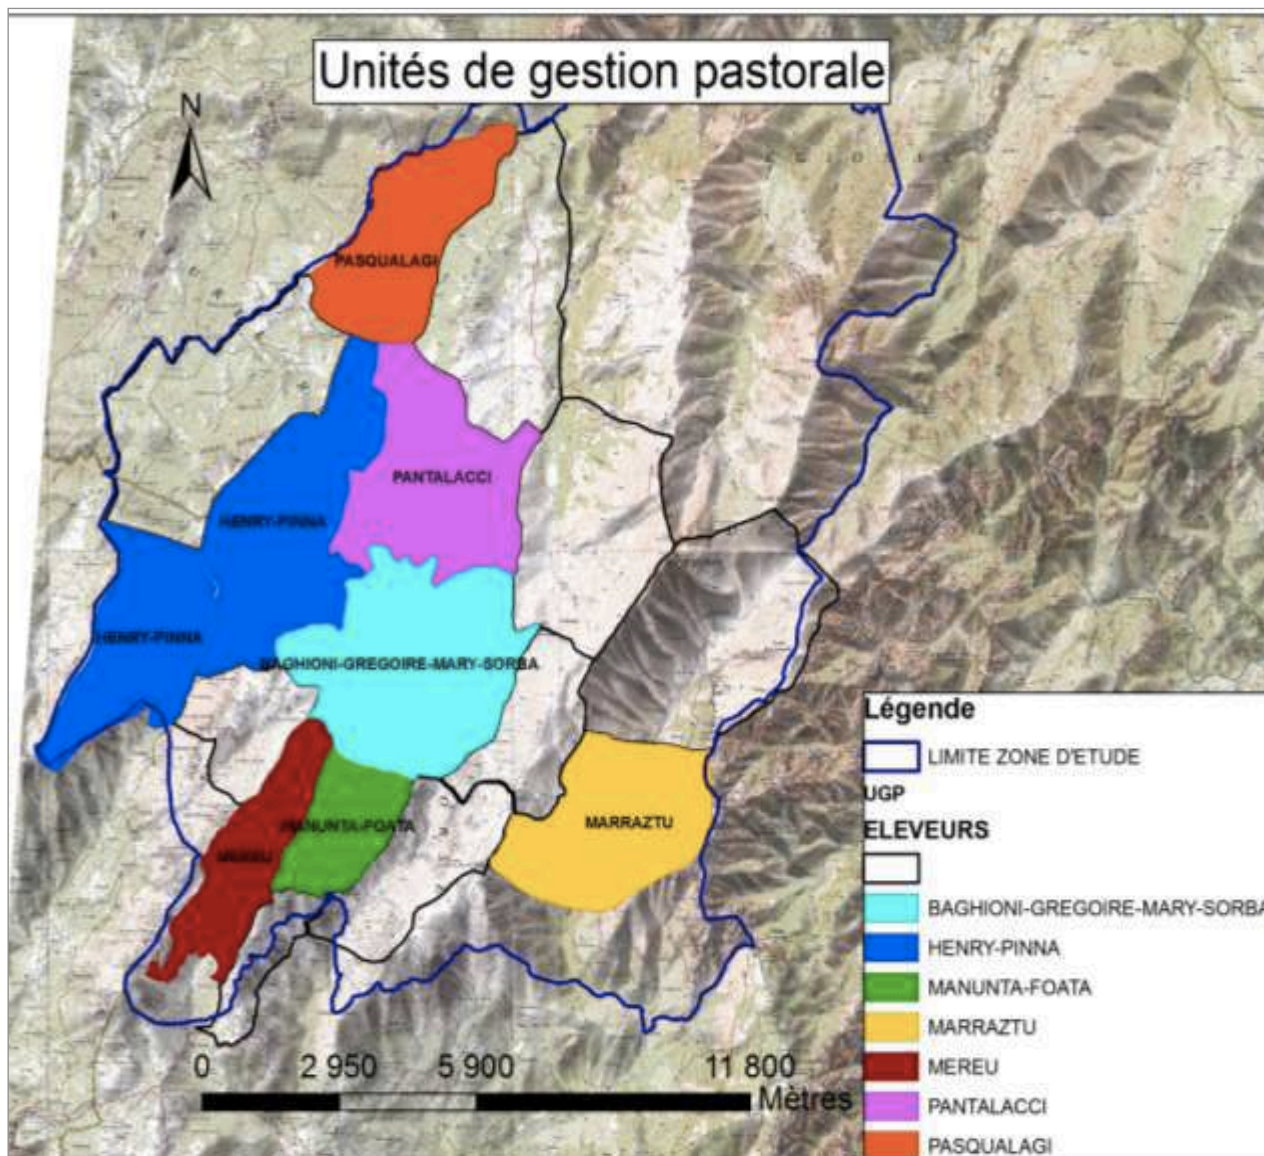 Unités de gestion pastorale
N
PASQUALAGI
PANTALACCI
HENRY-PINNA
HENRY-PINNA
BAGHIONI-GREGOIRE-MARY-SORBA
MANUNTA-FOATA
MARRAZTU
MEREU
Légende
LIMITE ZONE D'ETUDE
UGP
ELEVEURS
BAGHIONI-GREGOIRE-MARY-SORBA
HENRY-PINNA
MANUNTA-FOATA
MARRAZTU
MEREU
PANTALACCI
PASQUALAGI
0 2 950 5 900 11 800
Mètres